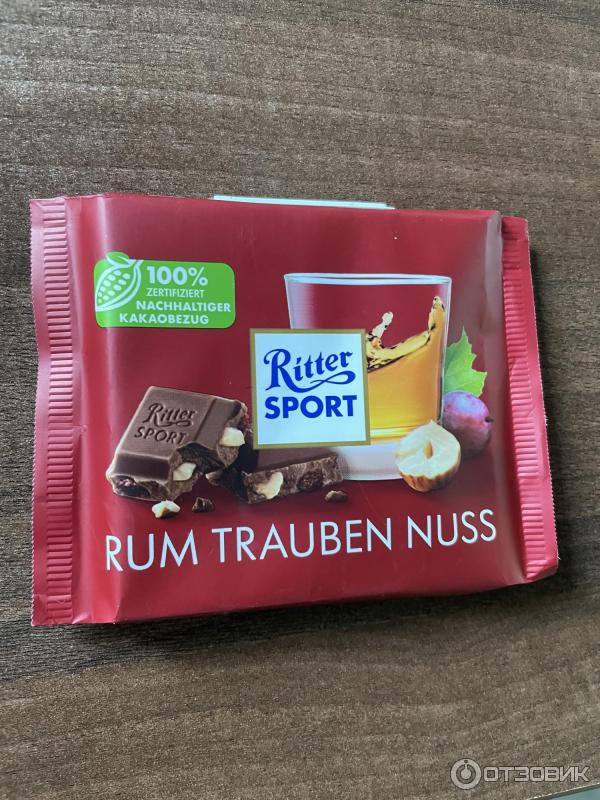 100%
ZERTIFIZIERT
NACHHALTIGER
KAKAOBEZUG
Ritter
SPORT
Ritter
SPORT
RUM TRAUBEN NUSS
ОТЗОВИК